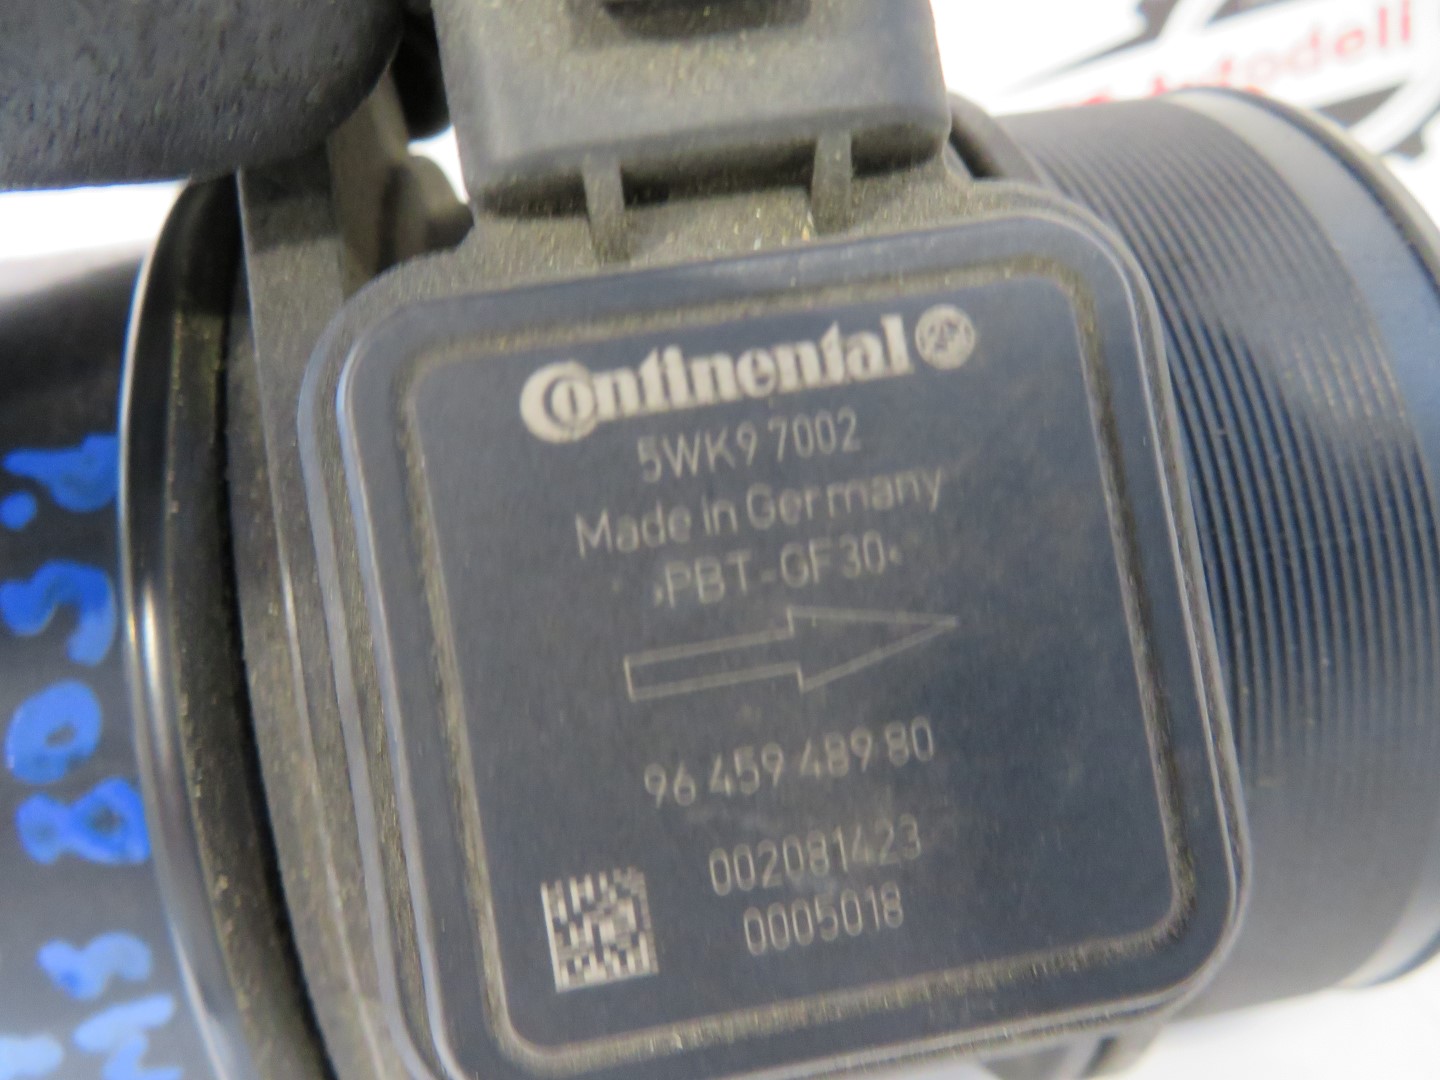 Continental
5WK9 7002
Made in Germany
>PBT-GF30<
96 459 489 80
002081423
0005018